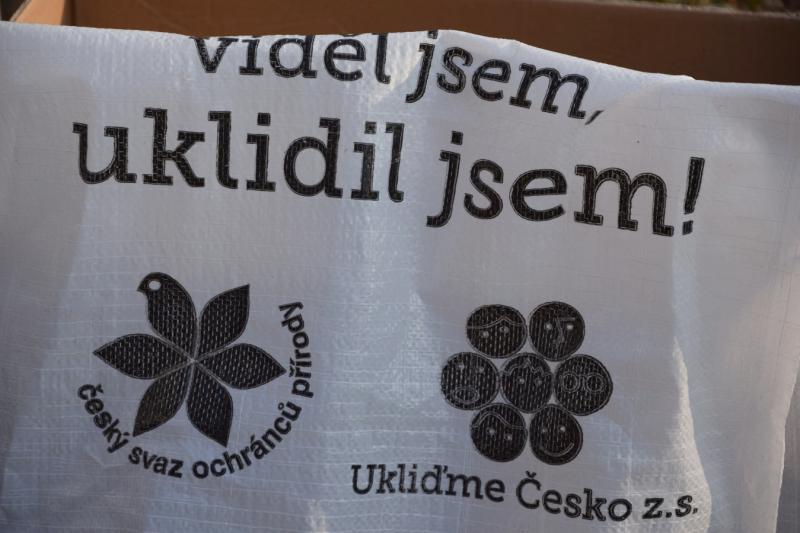 viděl jsem,
uklidil jsem!
český svaz ochránců přírody
Ukliďme Česko z.s.